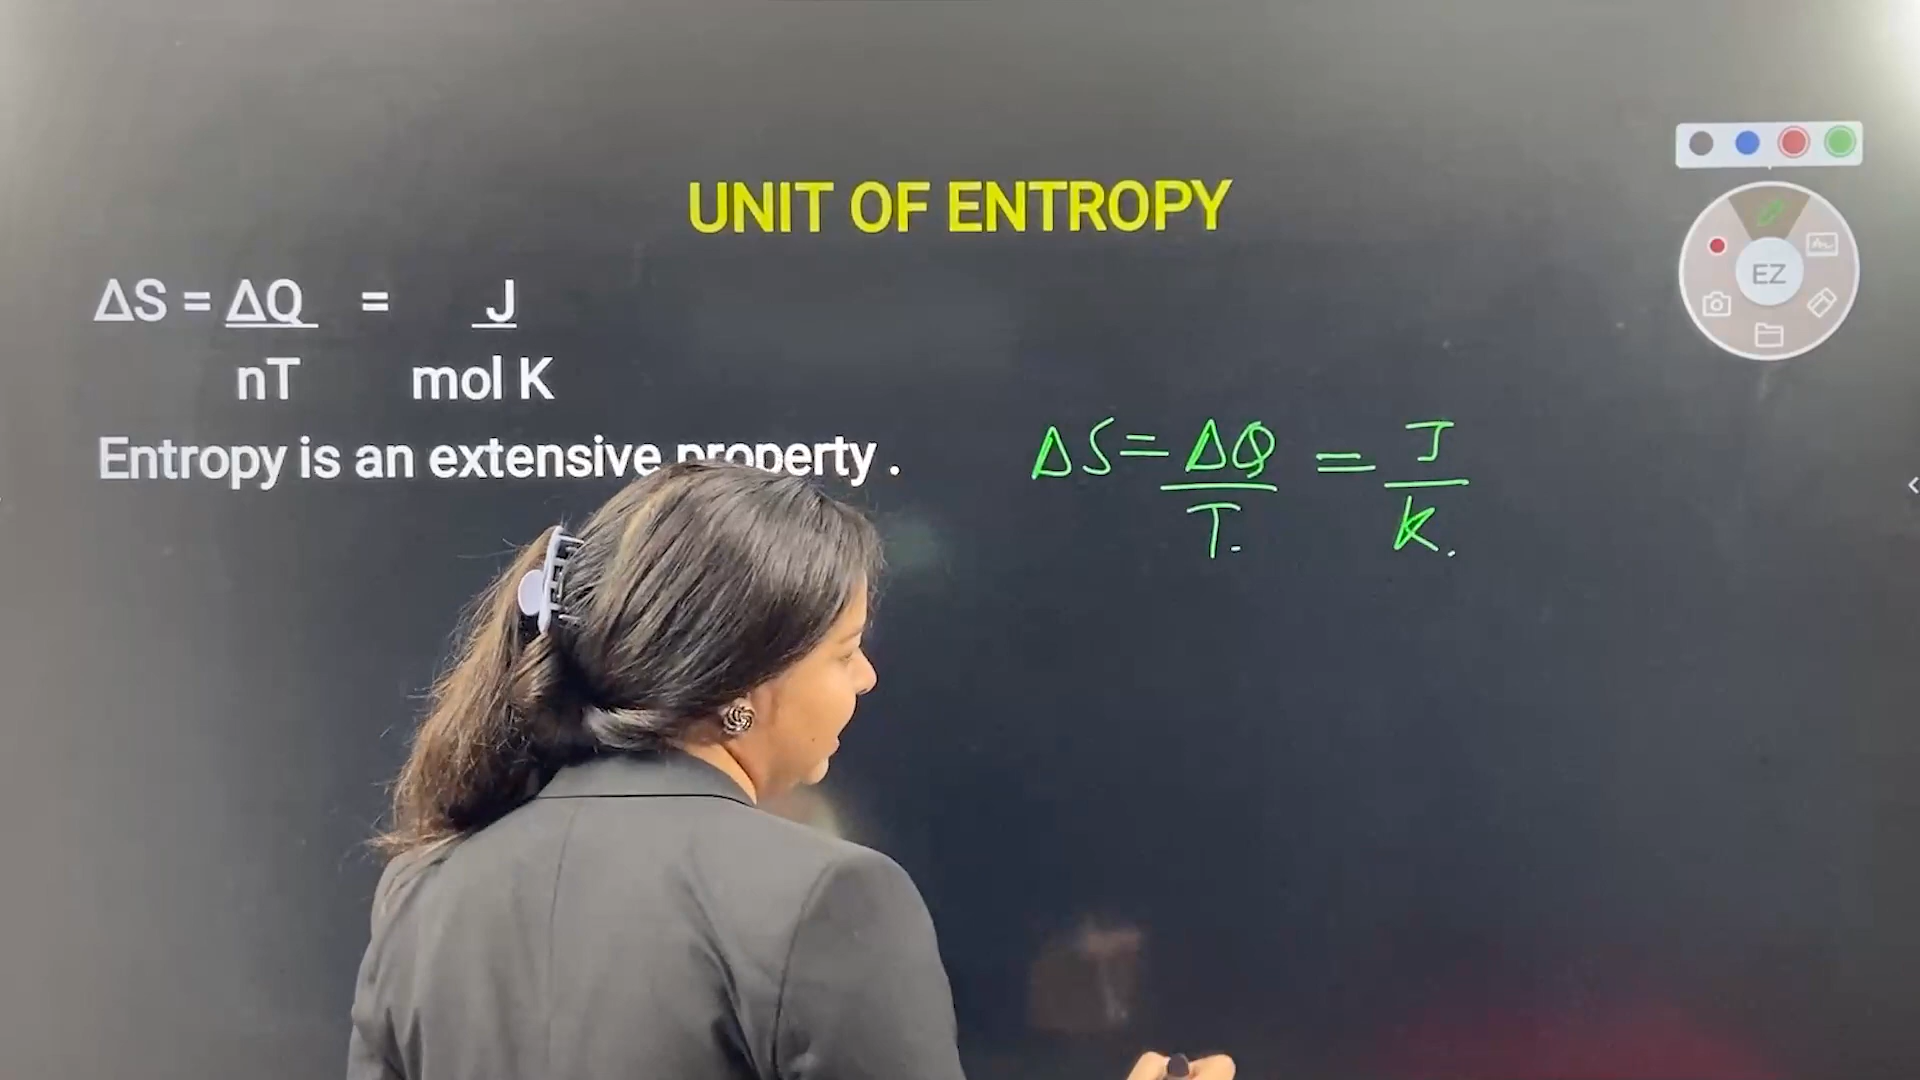 UNIT OF ENTROPY
EZ
ΔS = ΔQ = J
nT mol K
Entropy is an extensive property .
ΔS = ΔQ = J
T. K.